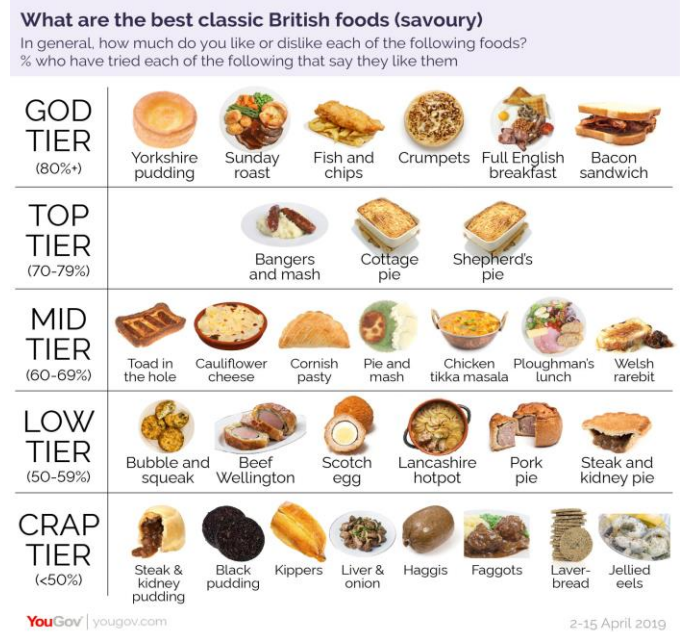 What are the best classic British foods (savoury)
In general, how much do you like or dislike each of the following foods?
% who have tried each of the following that say they like them
GOD
TIER
(80%+)
Yorkshire
pudding
Sunday
roast
Fish and
chips
Crumpets
Full English
breakfast
Bacon
sandwich
TOP
TIER
(70-79%)
Bangers
and mash
Cottage
pie
Shepherd's
pie
MID
TIER
(60-69%)
Toad in
the hole
Cauliflower
cheese
Cornish
pasty
Pie and
mash
Chicken
tikka masala
Ploughman's
lunch
Welsh
rarebit
LOW
TIER
(50-59%)
Bubble and
squeak
Beef
Wellington
Scotch
egg
Lancashire
hotpot
Pork
pie
Steak and
kidney pie
CRAP
TIER
(<50%)
Steak &
kidney
pudding
Black
pudding
Kippers
Liver &
onion
Haggis
Faggots
Laver-
bread
Jellied
eels
YouGov | yougov.com
2-15 April 2019